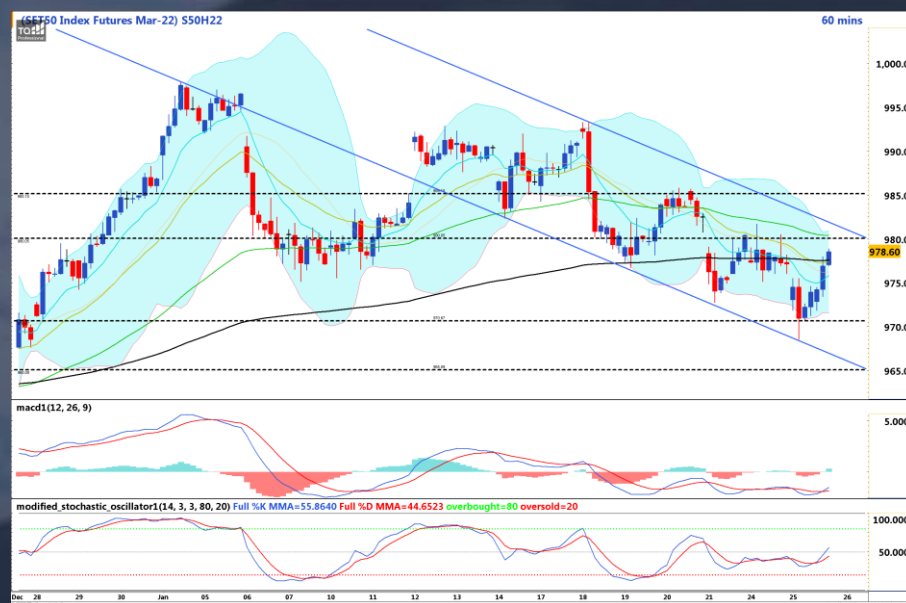 (SET50 Index Futures Mar-22) S50H22
60 mins
Professional
1,000.0
995.0
990.0
985.0
980.0
978.60
975.0
970.0
965.0
macd1(12, 26, 9)
5.000
modified_stochastic_oscillator1(14, 3, 3, 80, 20) Full %K MMA=55.8640 Full %D MMA=44.6523 overbought=80 oversold=20
100.000
50.000
Dec 28 29 30 Jan 05 06 07 10 11 12 13 14 17 18 19 20 21 24 25 26